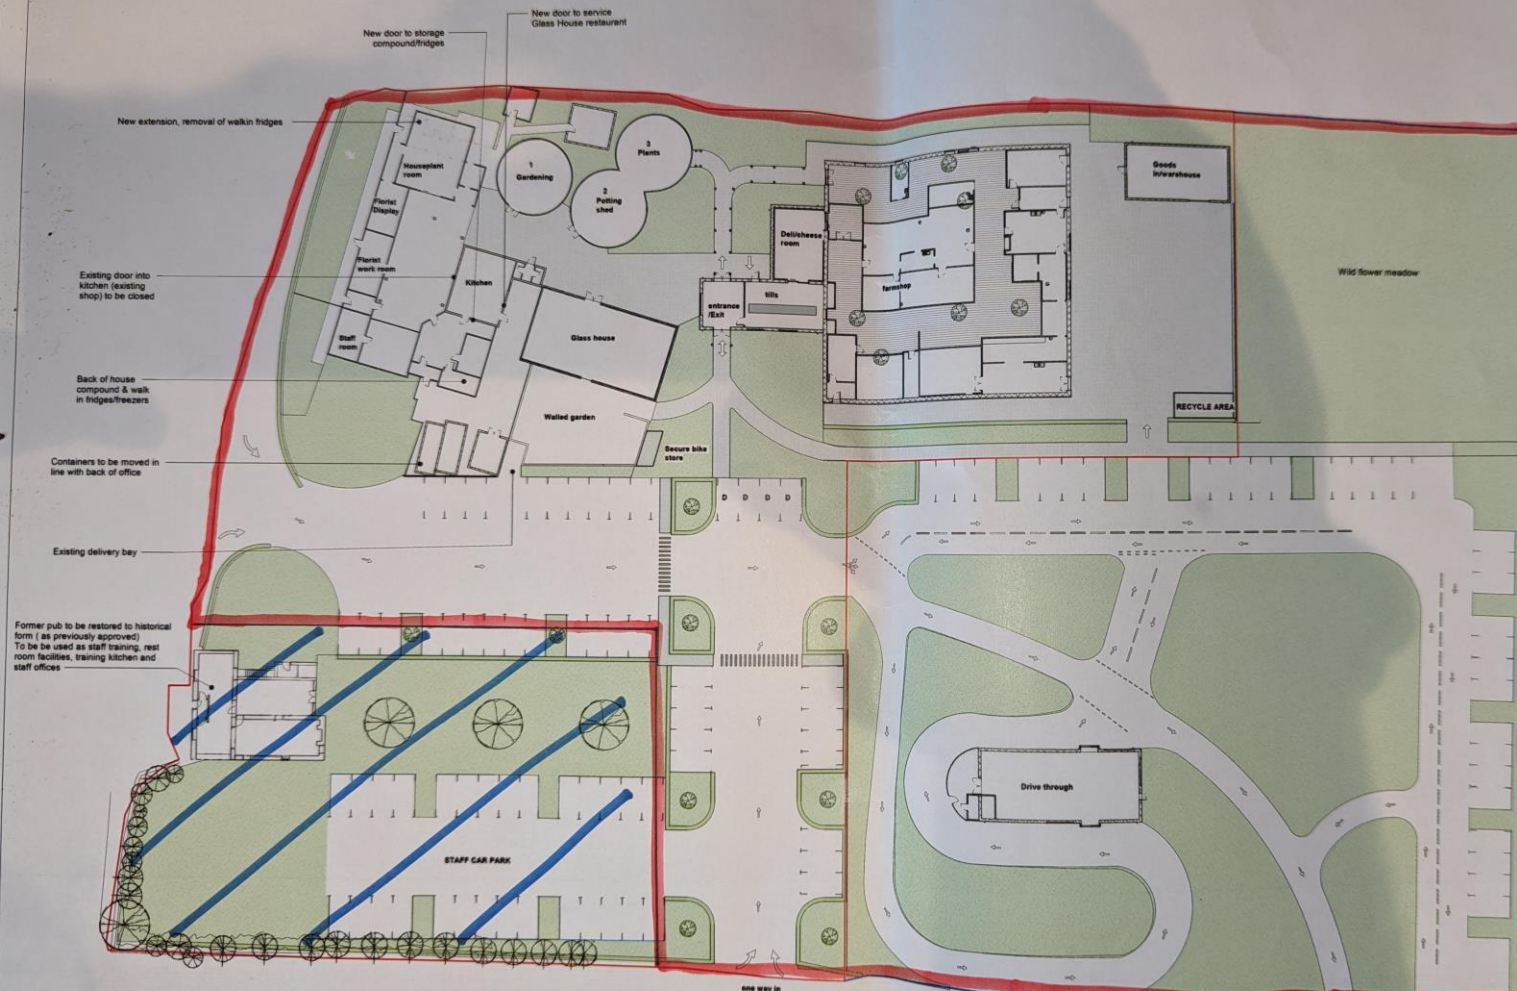 New door to service
Glass House restaurant
New door to storage
compound/fridges
New extension, removal of walkin fridges
Houseplant
room
1
Gardening
3
Plants
2
Potting
shed
Florist
Display
Florist
work room
Existing door into
kitchen (existing
shop) to be closed
Kitchen
Deli/cheese
room
Goods
In/warehouse
Wild flower meadow
entrance
/Exit
tills
farmshop
Staff
room
Glass house
Back of house
compound & walk
in fridges/freezers
Walled garden
RECYCLE AREA
Containers to be moved in
line with back of office
Secure bike
store
D D D D
Existing delivery bay
Former pub to be restored to historical
form ( as previously approved)
To be be used as staff training, rest
room facilities, training kitchen and
staff offices
Drive through
STAFF CAR PARK
one way in